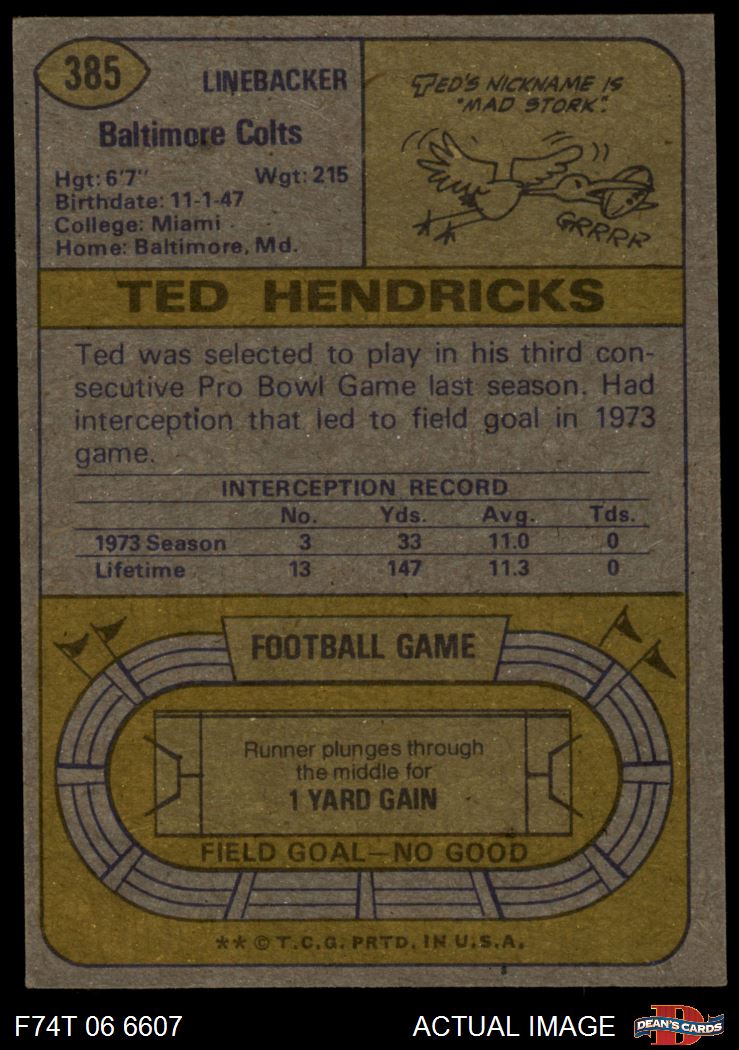 385
LINEBACKER
Baltimore Colts
Hgt: 6'7"   Wgt: 215
Birthdate: 11-1-47
College: Miami
Home: Baltimore, Md.
TED'S NICKNAME IS
"MAD STORK".
GRRRR
TED HENDRICKS
Ted was selected to play in his third con-
secutive Pro Bowl Game last season. Had
interception that led to field goal in 1973
game.
INTERCEPTION RECORD
No.   Yds.   Avg.   Tds.
1973 Season   3   33   11.0   0
Lifetime   13   147   11.3   0
FOOTBALL GAME
Runner plunges through
the middle for
1 YARD GAIN
FIELD GOAL—NO GOOD
** © T.C.G. PRTD. IN U.S.A.
F74T 06 6607   ACTUAL IMAGE   D DEAN'S CARDS